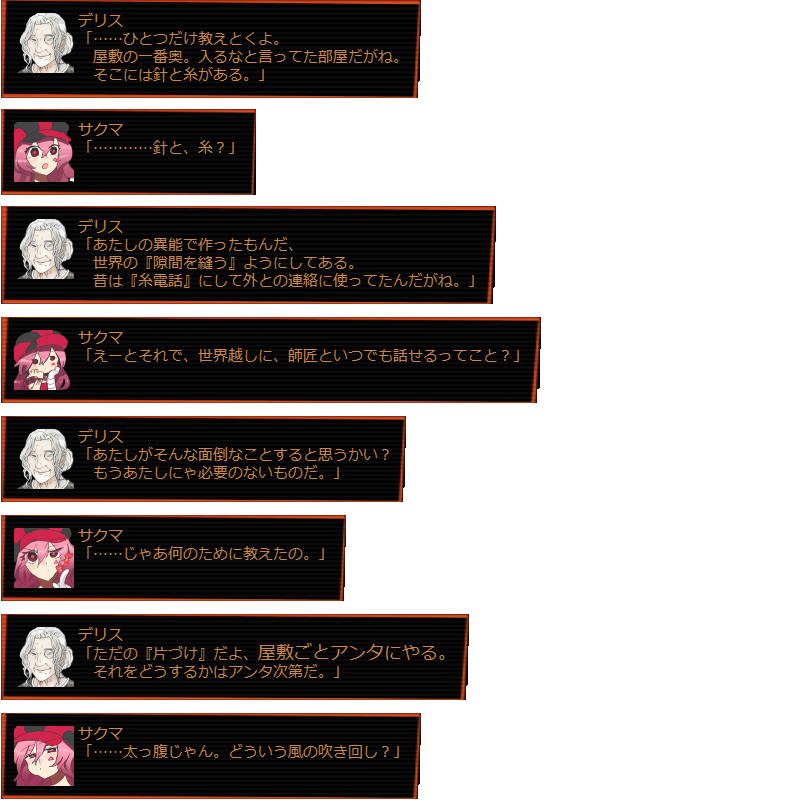 デリス
「……ひとつだけ教えとくよ。
屋敷の一番奥。入るなと言ってた部屋だがね。
そこには針と糸がある。」
サクマ
「…………針と、糸？」
デリス
「あたしの異能で作ったもんだ、
世界の『隙間を縫う』ようにしてある。
昔は『糸電話』にして外との連絡に使ってたんだがね。」
サクマ
「えーとそれで、世界越しに、師匠といつでも話せるってこと？」
デリス
「あたしがそんな面倒なことすると思うかい？
もうあたしにゃ必要のないものだ。」
サクマ
「……じゃあ何のために教えたの。」
デリス
「ただの『片づけ』だよ、屋敷ごとアンタにやる。
それをどうするかはアンタ次第だ。」
サクマ
「……太っ腹じゃん。どういう風の吹き回し？」